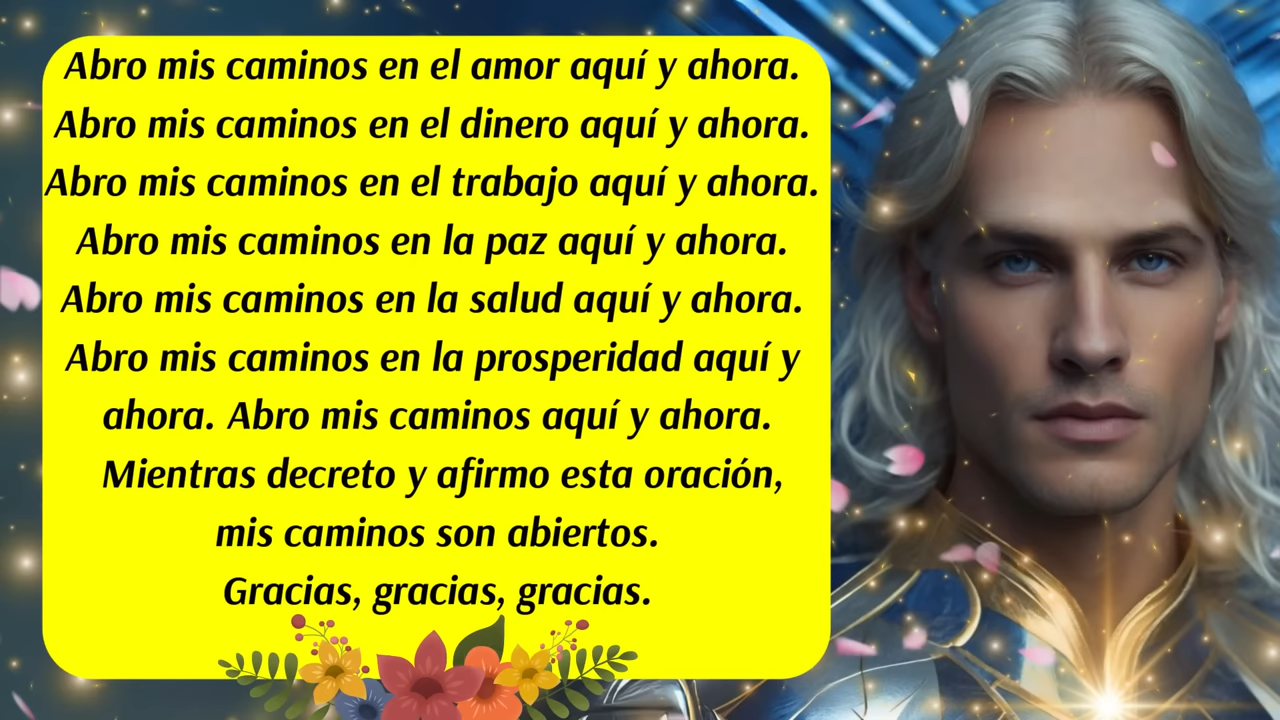 Abro mis caminos en el amor aquí y ahora.
Abro mis caminos en el dinero aquí y ahora.
Abro mis caminos en el trabajo aquí y ahora.
Abro mis caminos en la paz aquí y ahora.
Abro mis caminos en la salud aquí y ahora.
Abro mis caminos en la prosperidad aquí y
ahora. Abro mis caminos aquí y ahora.
Mientras decreto y afirmo esta oración,
mis caminos son abiertos.
Gracias, gracias, gracias.